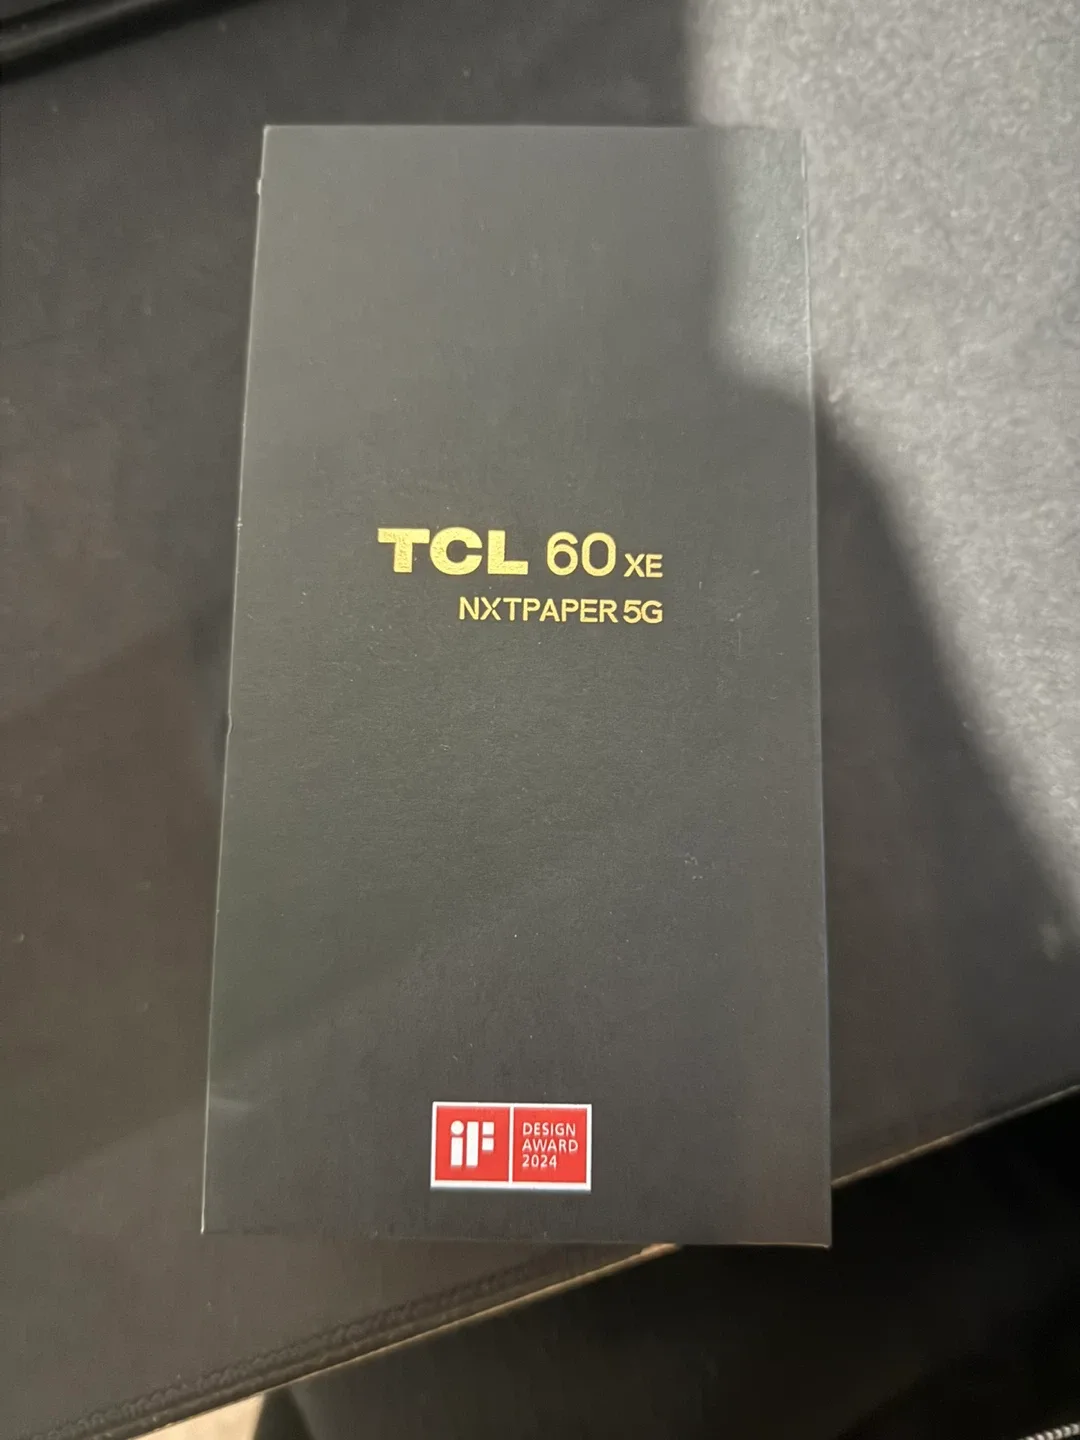 TCL 60 XE
NXTPAPER 5G
iF
DESIGN
AWARD
2024